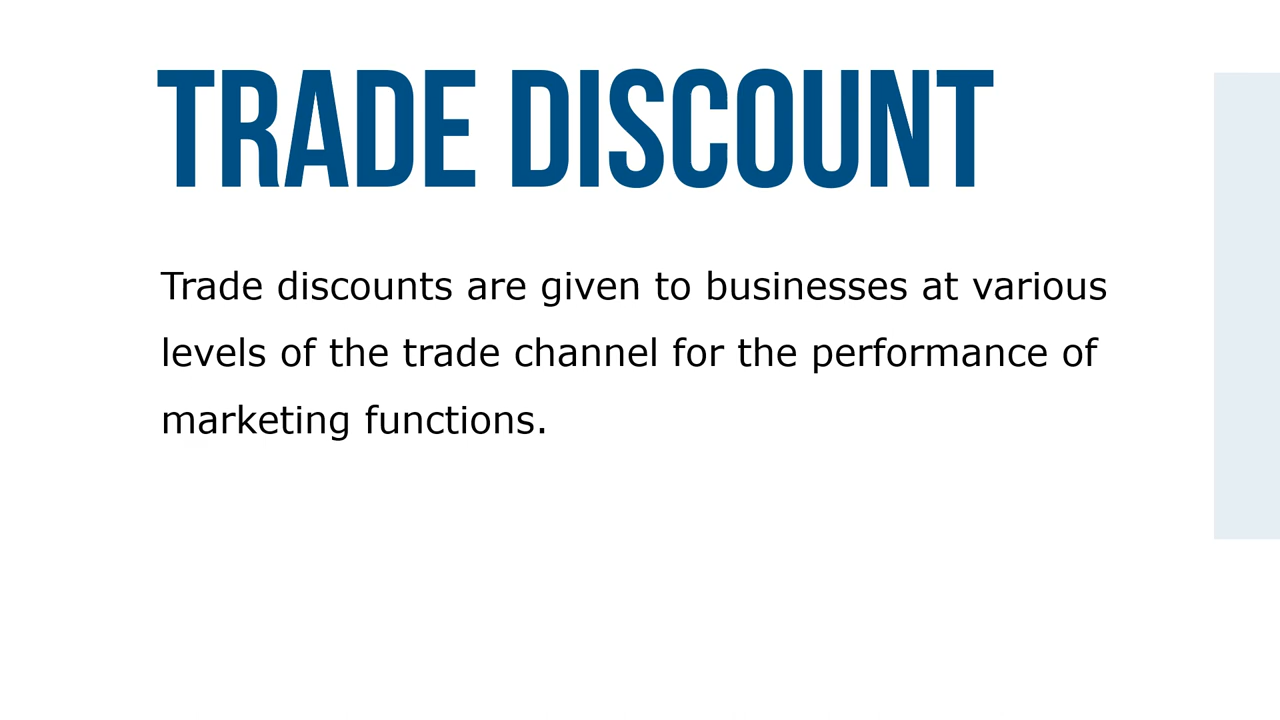 TRADE DISCOUNT
Trade discounts are given to businesses at various
levels of the trade channel for the performance of
marketing functions.